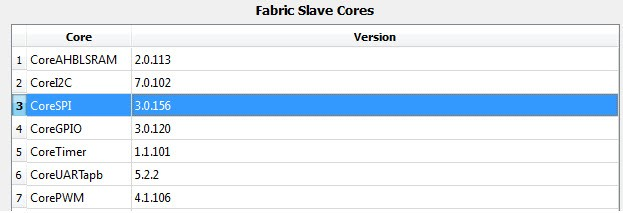 Fabric Slave Cores
Core Version
1 CoreAHBLSRAM 2.0.113
2 CoreI2C 7.0.102
3 CoreSPI 3.0.156
4 CoreGPIO 3.0.120
5 CoreTimer 1.1.101
6 CoreUARTapb 5.2.2
7 CorePWM 4.1.106